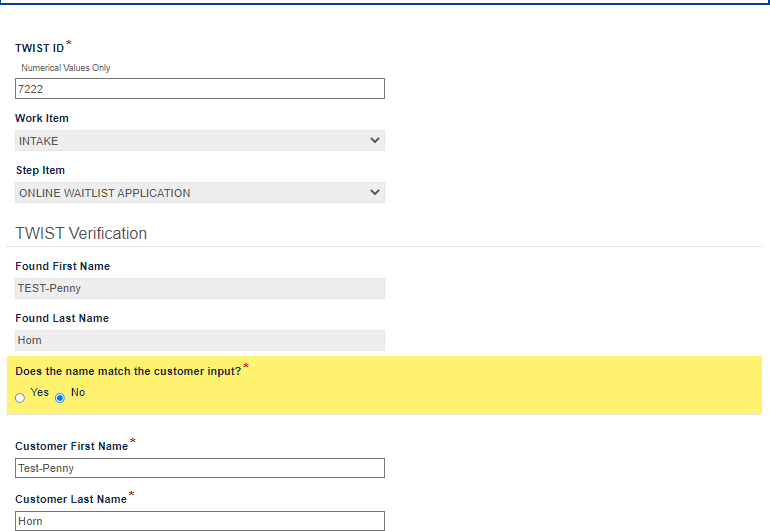 TWIST ID*
Numerical Values Only
7222
Work Item
INTAKE
Step Item
ONLINE WAITLIST APPLICATION
TWIST Verification
Found First Name
TEST-Penny
Found Last Name
Horn
Does the name match the customer input?*
Yes No
Customer First Name*
Test-Penny
Customer Last Name*
Horn